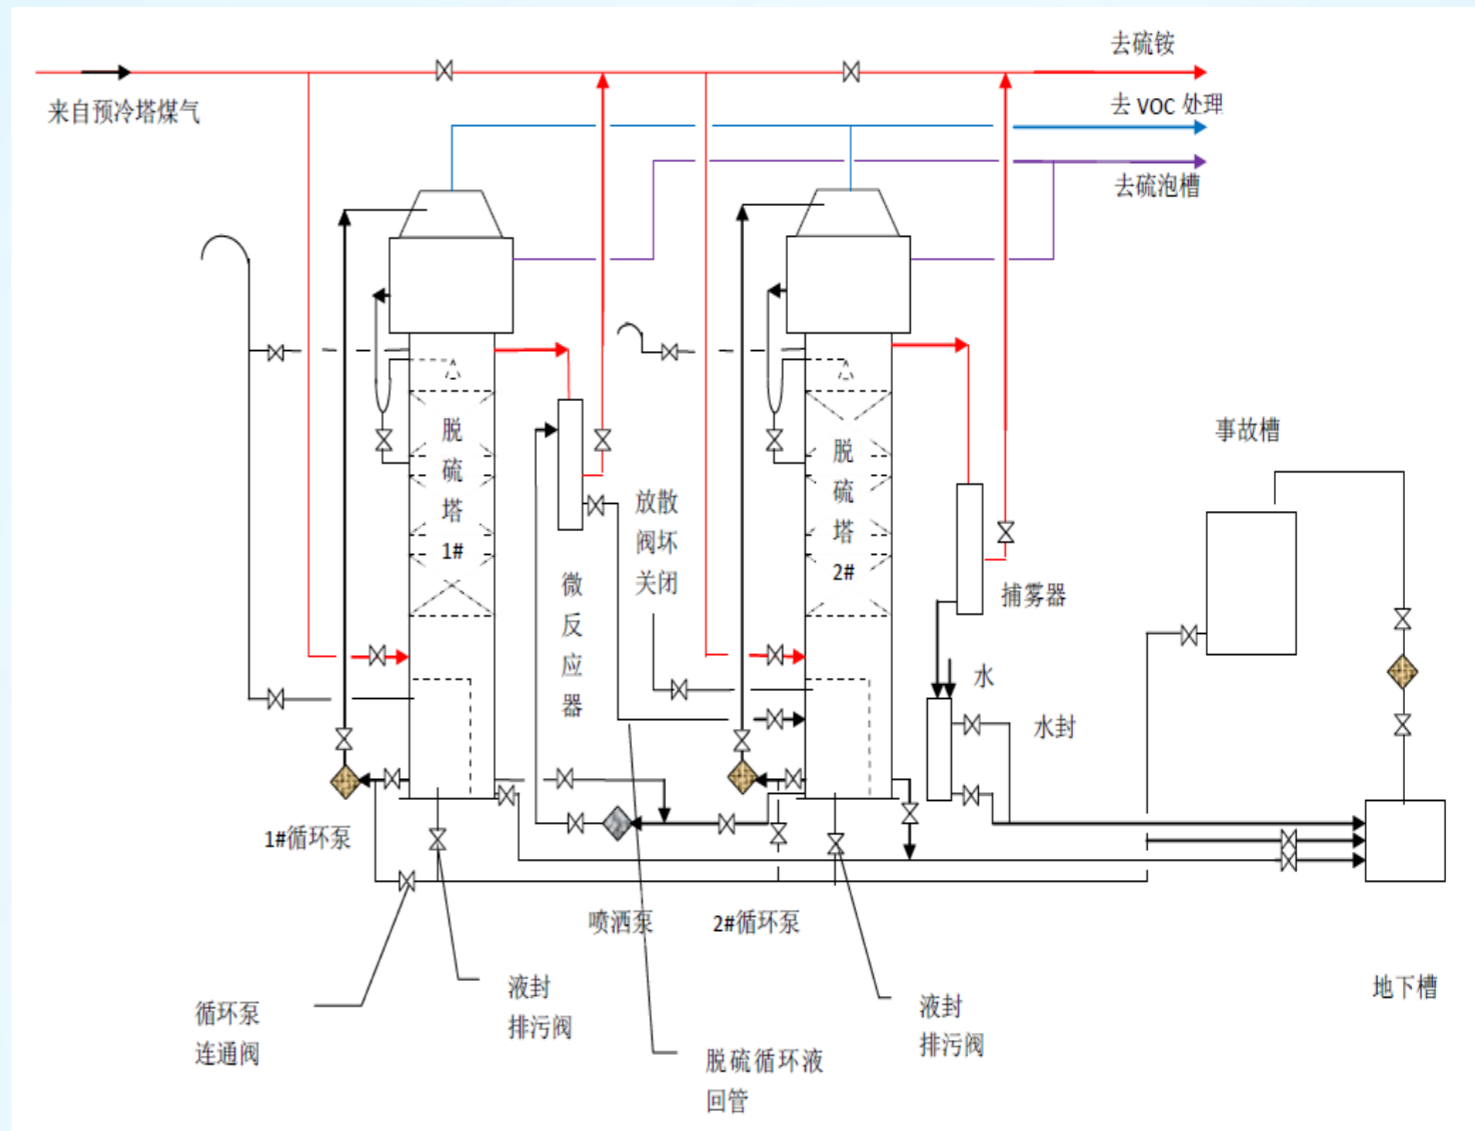 去硫铵
来自预冷塔煤气
去 VOC 处理
去硫泡槽
脱
硫
塔
1#
微
反
应
器
放散
阀坏
关闭
脱
硫
塔
2#
捕雾器
水
水封
事故槽
1#循环泵
喷洒泵
2#循环泵
地下槽
循环泵
连通阀
液封
排污阀
脱硫循环液
回管
液封
排污阀